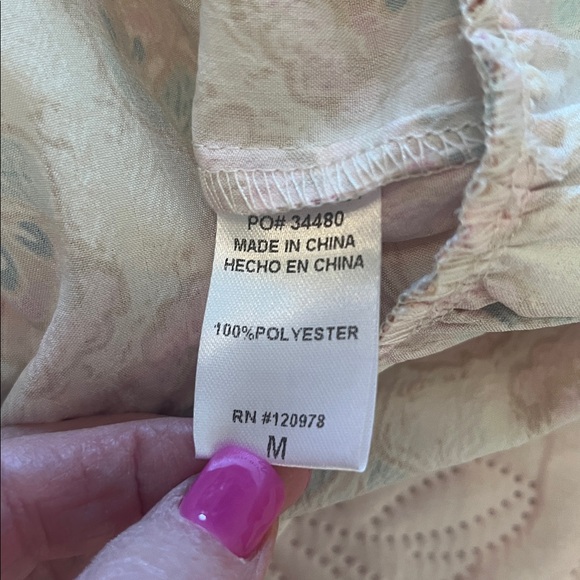 PO# 34480
MADE IN CHINA
HECHO EN CHINA
100%POLYESTER
RN #120978
M